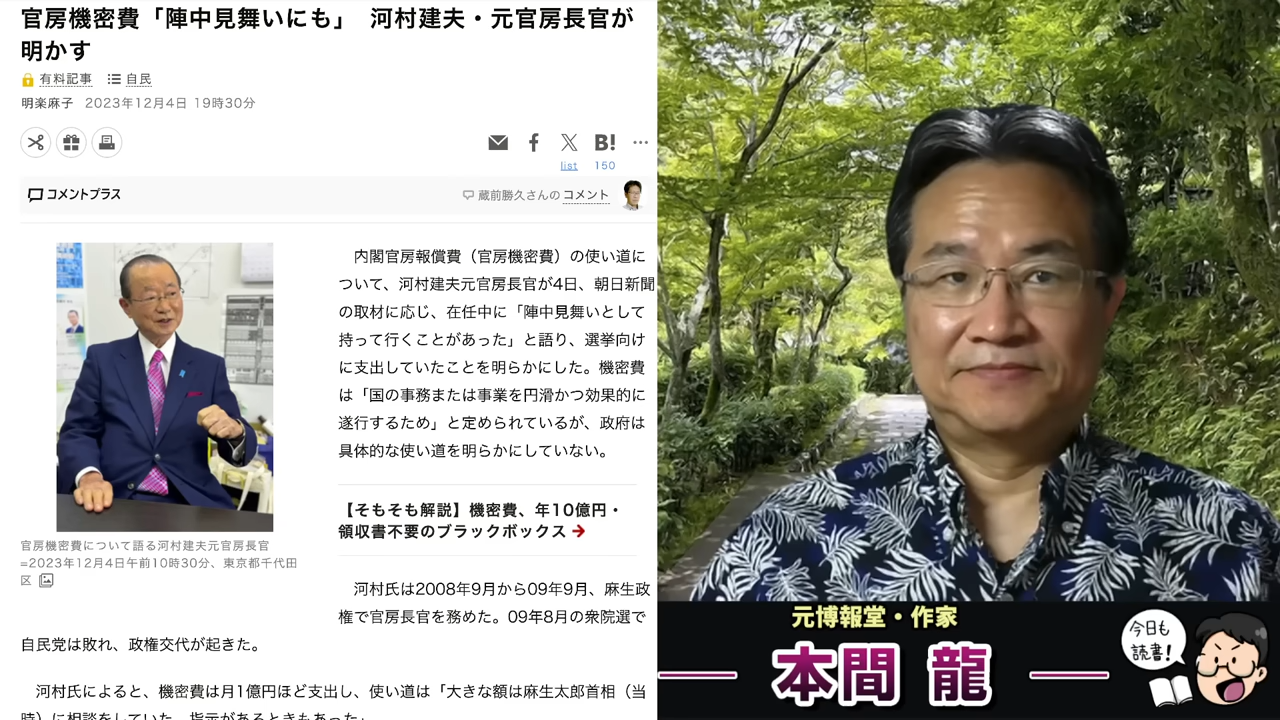 官房機密費「陣中見舞いにも」 河村建夫・元官房長官が
明かす
有料記事 自民
明楽麻子 2023年12月4日 19時30分
B! ...
list 150
コメントプラス
蔵前勝久さんの コメント
内閣官房報償費（官房機密費）の使い道に
ついて、河村建夫元官房長官が4日、朝日新聞
の取材に応じ、在任中に「陣中見舞いとして
持って行くことがあった」と語り、選挙向け
に支出していたことを明らかにした。機密費
は「国の事務または事業を円滑かつ効果的に
遂行するため」と定められているが、政府は
具体的な使い道を明らかにしていない。
【そもそも解説】機密費、年10億円・
領収書不要のブラックボックス →
官房機密費について語る河村建夫元官房長官
=2023年12月4日午前10時30分、東京都千代田
区
河村氏は2008年9月から09年9月、麻生政
権で官房長官を務めた。09年8月の衆院選で
自民党は敗れ、政権交代が起きた。
河村氏によると、機密費は月1億円ほど支出し、使い道は「大きな額は麻生太郎首相（当
時）に相談をしていた。指示があるときもあった」
元博報堂・作家
本間 龍
今日も
読書!